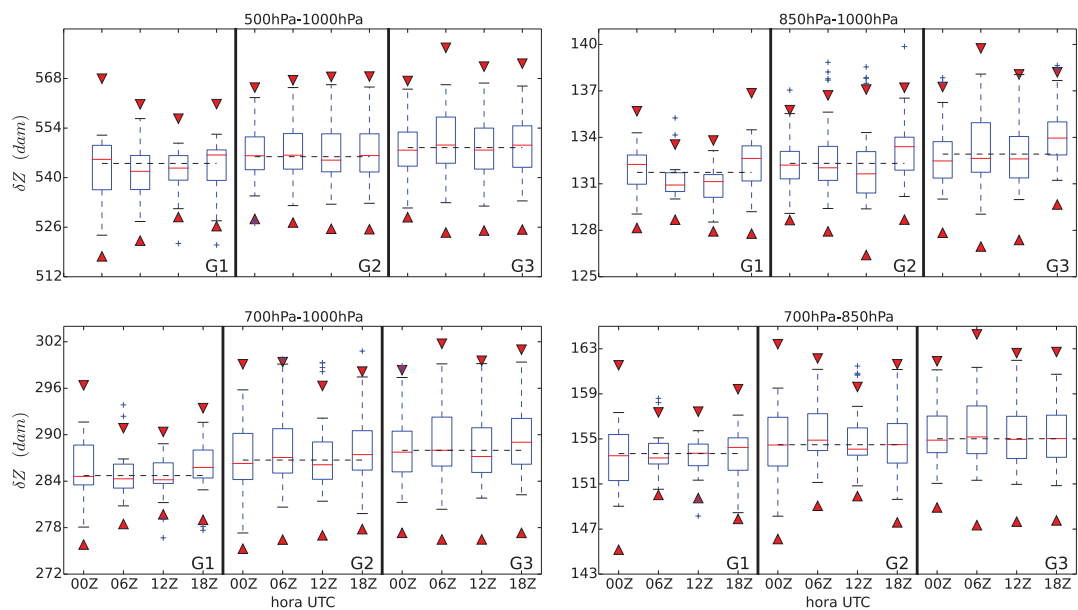 500hPa-1000hPa
δZ (dam)
568
554
540
526
512
G1
G2
G3
850hPa-1000hPa
140
137
134
131
128
125
G1
G2
G3
700hPa-1000hPa
δZ (dam)
302
296
290
284
278
272
G1
G2
G3
00Z 06Z 12Z 18Z 00Z 06Z 12Z 18Z 00Z 06Z 12Z 18Z
hora UTC
700hPa-850hPa
163
159
155
151
147
143
G1
G2
G3
00Z 06Z 12Z 18Z 00Z 06Z 12Z 18Z 00Z 06Z 12Z 18Z
hora UTC